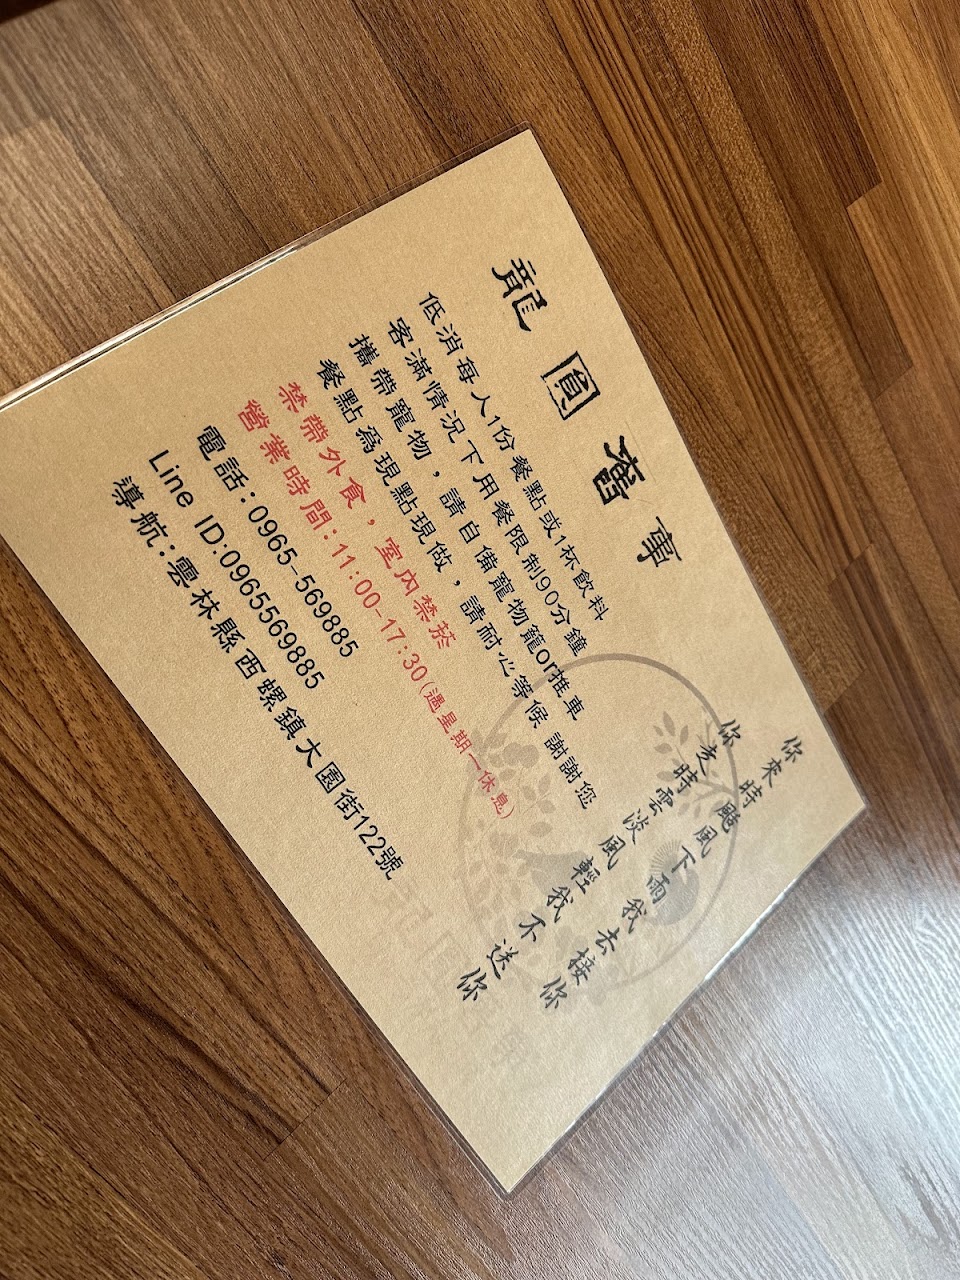 龍圓舊事
低消每人1份餐點或1杯飲料
客滿情況下用餐限制90分鐘
攜帶寵物，請自備寵物籠or推車
餐點為現點現做，請耐心等候 謝謝您
禁帶外食，室內禁菸
營業時間:11:00-17:30(遇星期一休息)
電話:0965-569885
Line ID:0965569885
導航:雲林縣西螺鎮大園街122號
你來時颱風下雨我去接你
你走時雲淡風輕我不送你